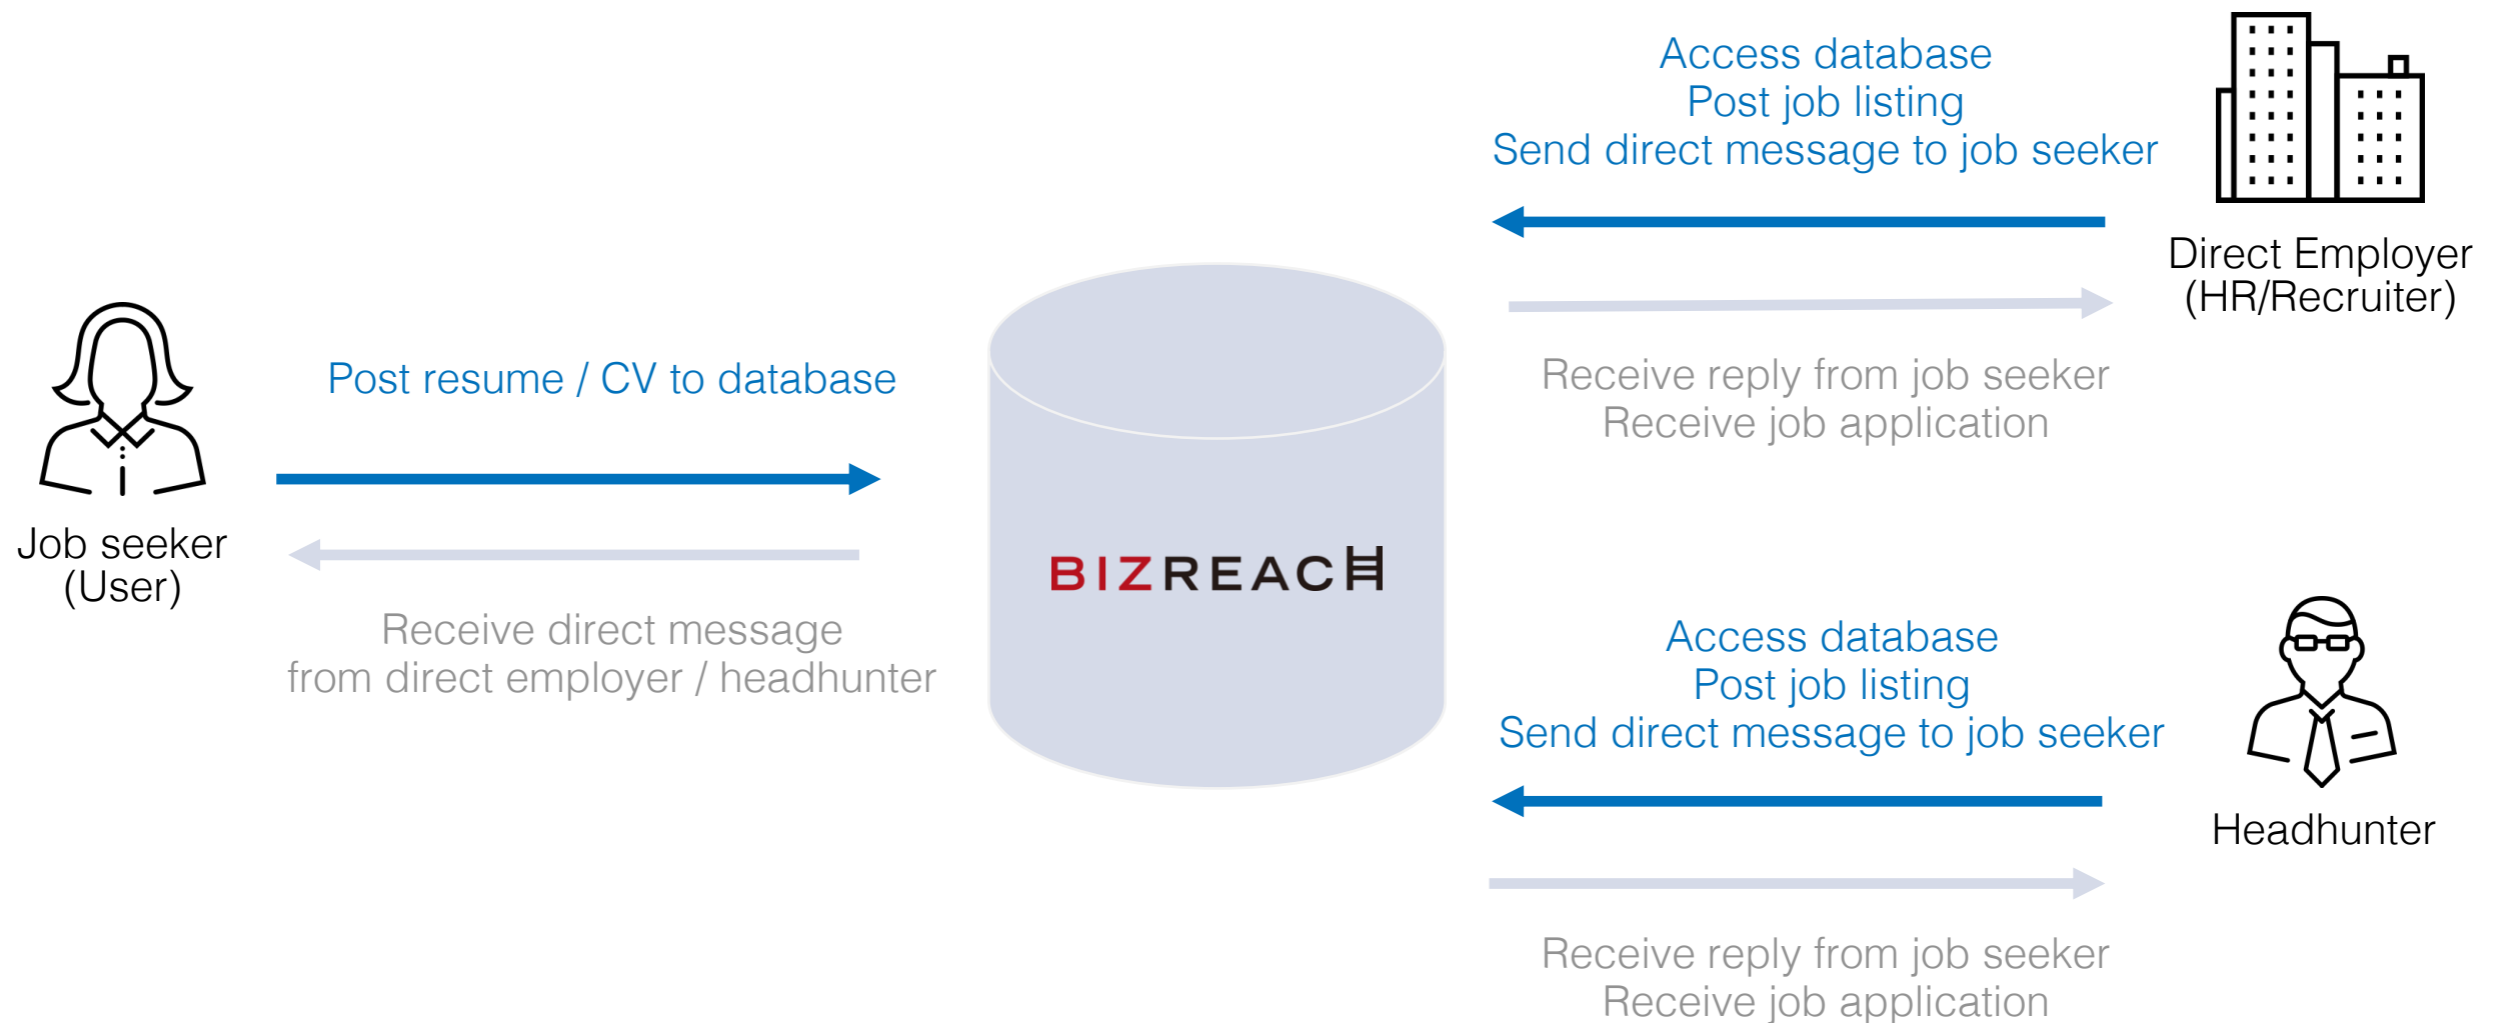 Access database
Post job listing
Send direct message to job seeker
Direct Employer
(HR/Recruiter)
Receive reply from job seeker
Receive job application
Post resume / CV to database
Job seeker
(User)
Receive direct message
from direct employer / headhunter
BIZREACH
Access database
Post job listing
Send direct message to job seeker
Headhunter
Receive reply from job seeker
Receive job application